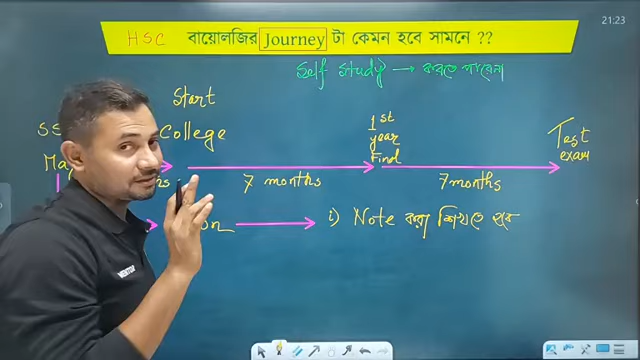 21:23
HSC বায়োলজির Journey টা কেমন হবে সামনে ??
Self Study → করতে পারেনা
Start
College
1st
year
Final
Test
exam
7 months
7 months
i) Note করা শিখতে হবে
MENTOR